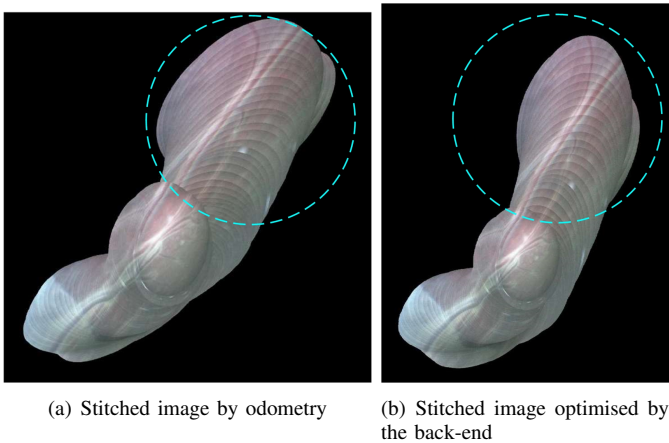 (a) Stitched image by odometry
(b) Stitched image optimised by
the back-end